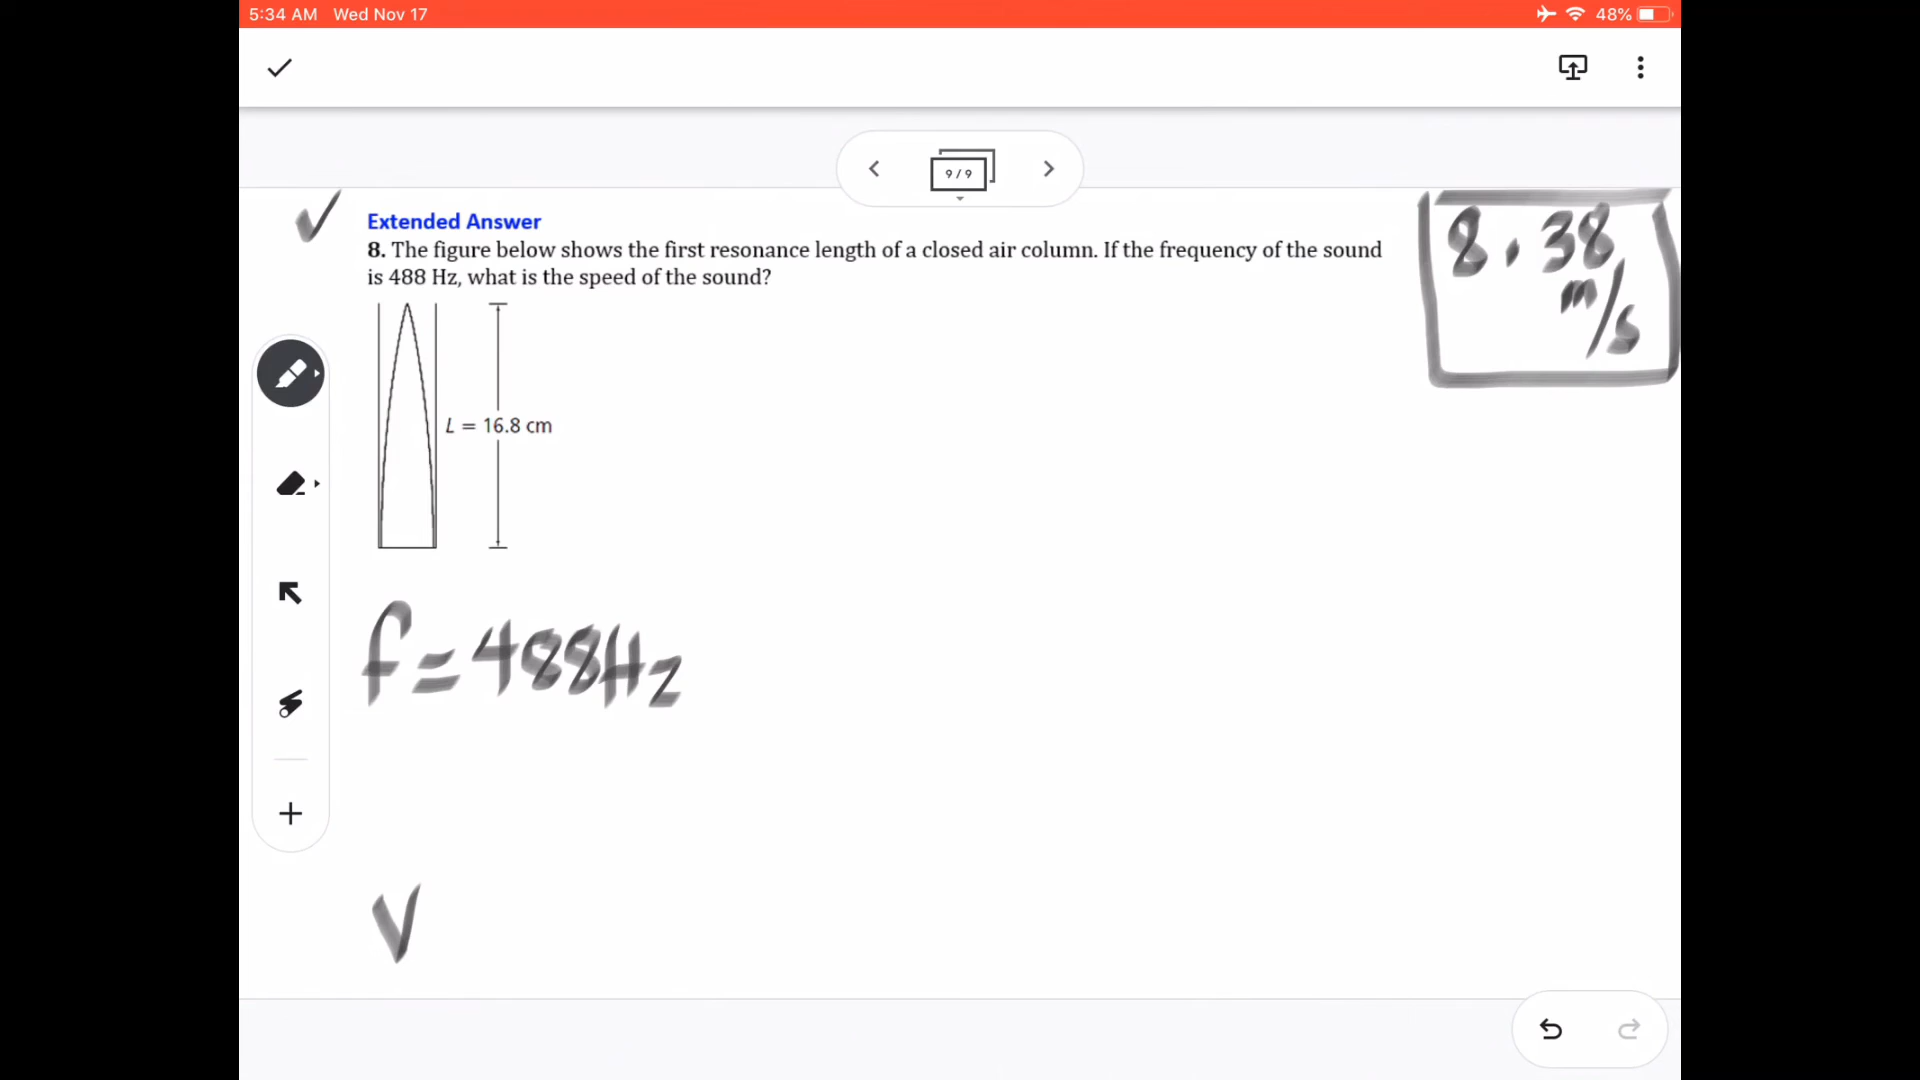 5:34 AM Wed Nov 17
48%
9 / 9
Extended Answer
8. The figure below shows the first resonance length of a closed air column. If the frequency of the sound
is 488 Hz, what is the speed of the sound?
8.38
m/s
L = 16.8 cm
f=488Hz
V